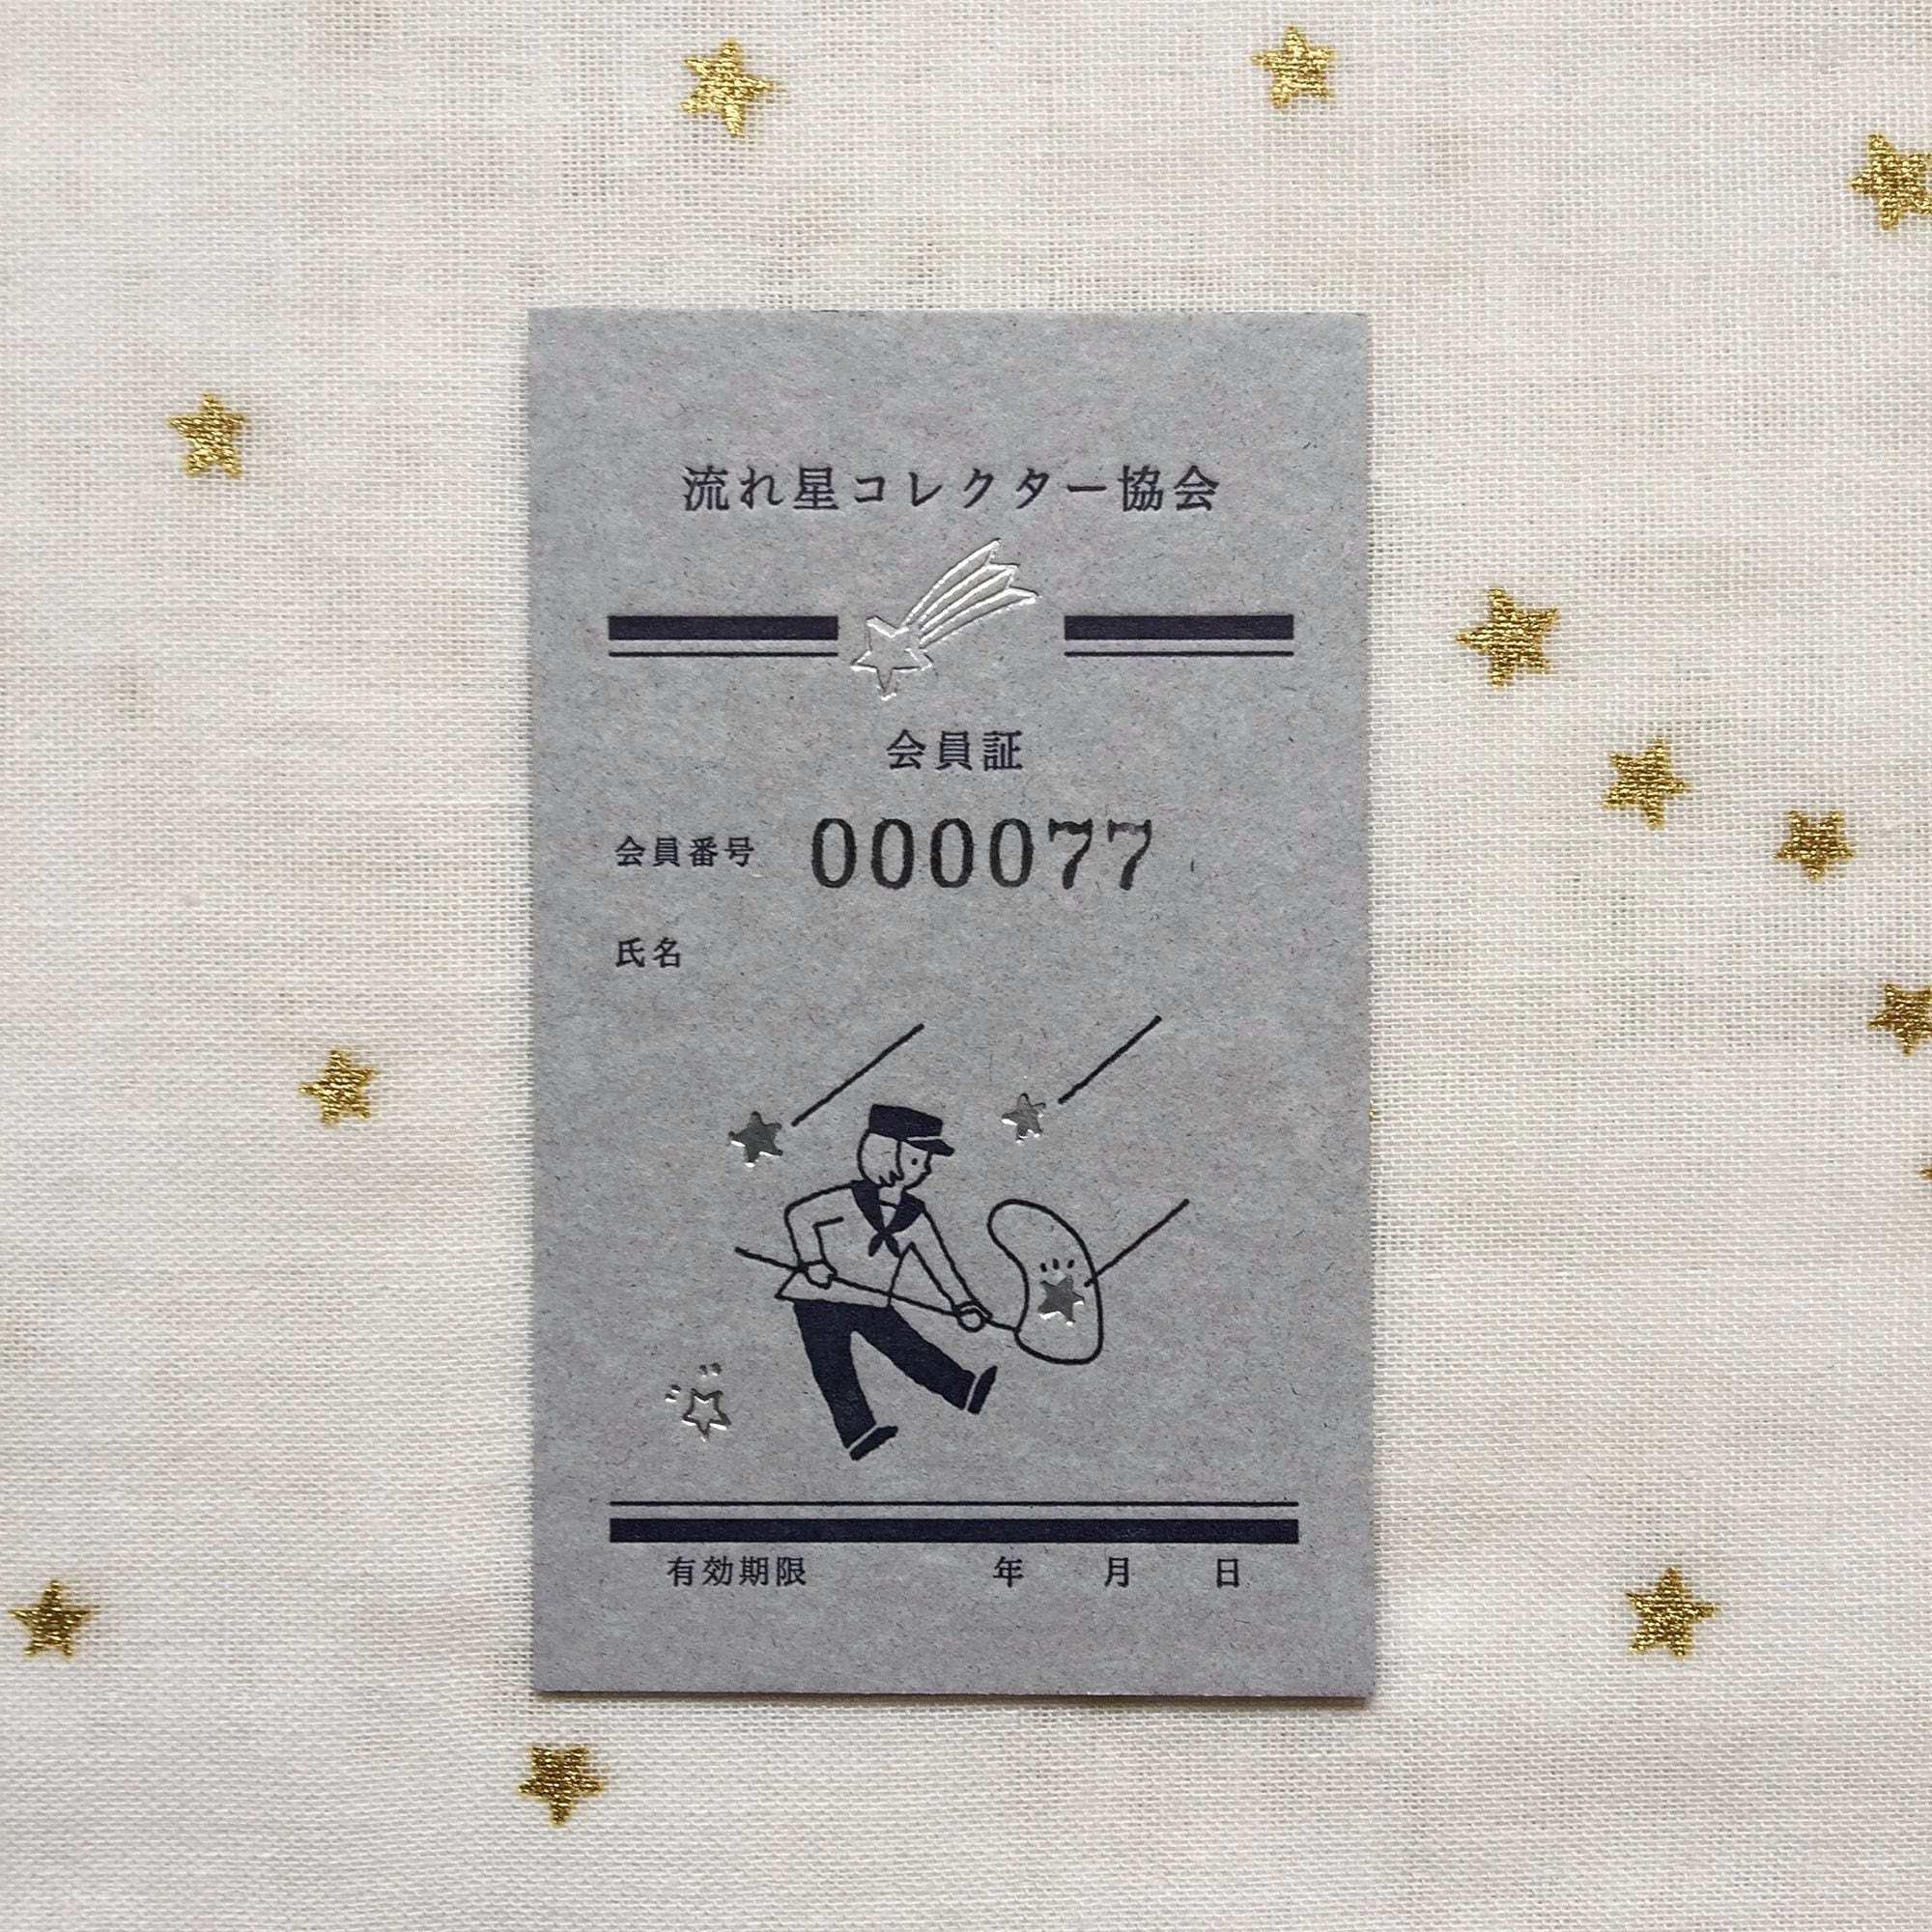 流れ星コレクター協会
会員証
会員番号 000077
氏名
有効期限 年 月 日